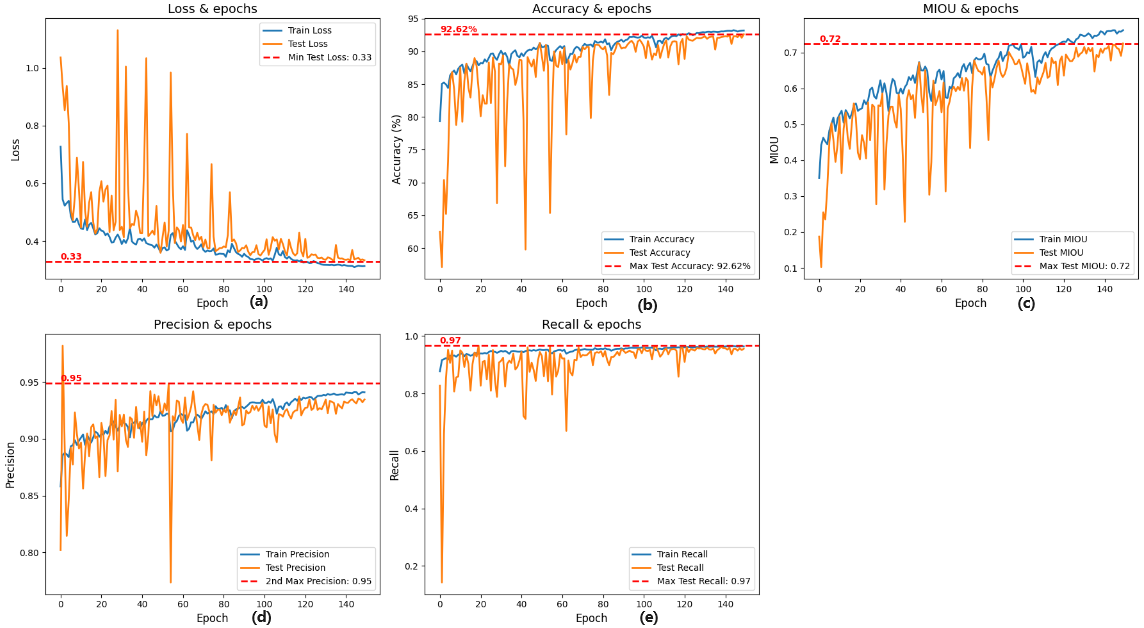 Loss & epochs
1.0
0.8
0.6
0.4
Loss
0.33
Train Loss
Test Loss
Min Test Loss: 0.33
0 20 40 60 80 100 120 140
Epoch
(a)
Accuracy & epochs
95
90
85
80
75
70
65
60
Accuracy (%)
92.62%
Train Accuracy
Test Accuracy
Max Test Accuracy: 92.62%
0 20 40 60 80 100 120 140
Epoch
(b)
MIOU & epochs
0.7
0.6
0.5
0.4
0.3
0.2
0.1
MIOU
0.72
Train MIOU
Test MIOU
Max Test MIOU: 0.72
0 20 40 60 80 100 120 140
Epoch
(c)
Precision & epochs
0.95
0.90
0.85
0.80
Precision
0.95
Train Precision
Test Precision
2nd Max Precision: 0.95
0 20 40 60 80 100 120 140
Epoch
(d)
Recall & epochs
1.0
0.8
0.6
0.4
0.2
Recall
0.97
Train Recall
Test Recall
Max Test Recall: 0.97
0 20 40 60 80 100 120 140
Epoch
(e)